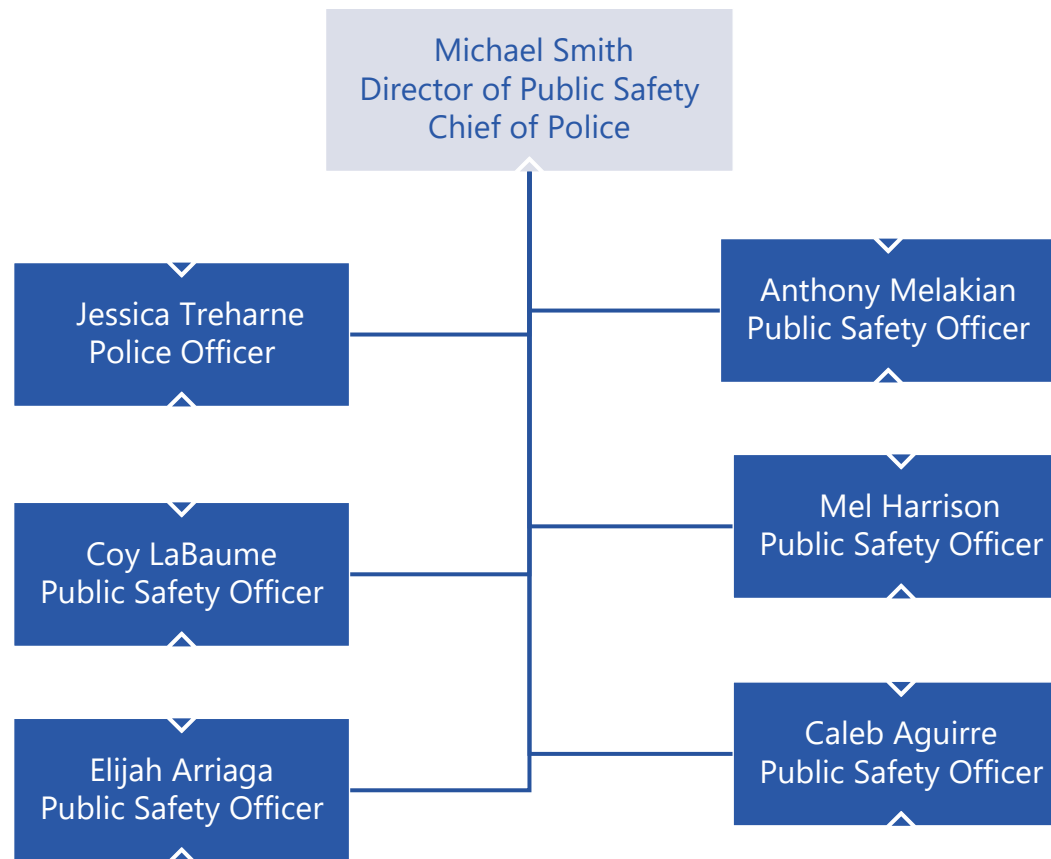 Michael Smith
Director of Public Safety
Chief of Police
Jessica Treharne
Police Officer
Anthony Melakian
Public Safety Officer
Coy LaBaume
Public Safety Officer
Mel Harrison
Public Safety Officer
Elijah Arriaga
Public Safety Officer
Caleb Aguirre
Public Safety Officer